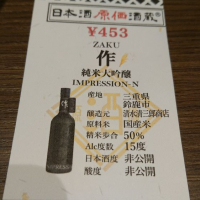 日本酒原価酒蔵®
¥453
ZAKU
作
純米大吟醸
IMPRESSION-N
産地 三重県
鈴鹿市
醸造元 清水清三郎商店
原料米 国産米
精米歩合 50%
Alc度数 15度
日本酒度 非公開
酸度 非公開